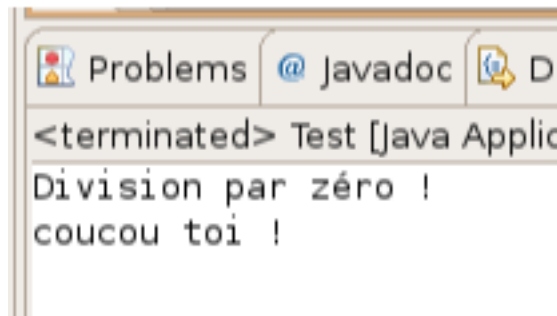 Problems @ Javadoc D
<terminated> Test [Java Applic
Division par zéro !
coucou toi !